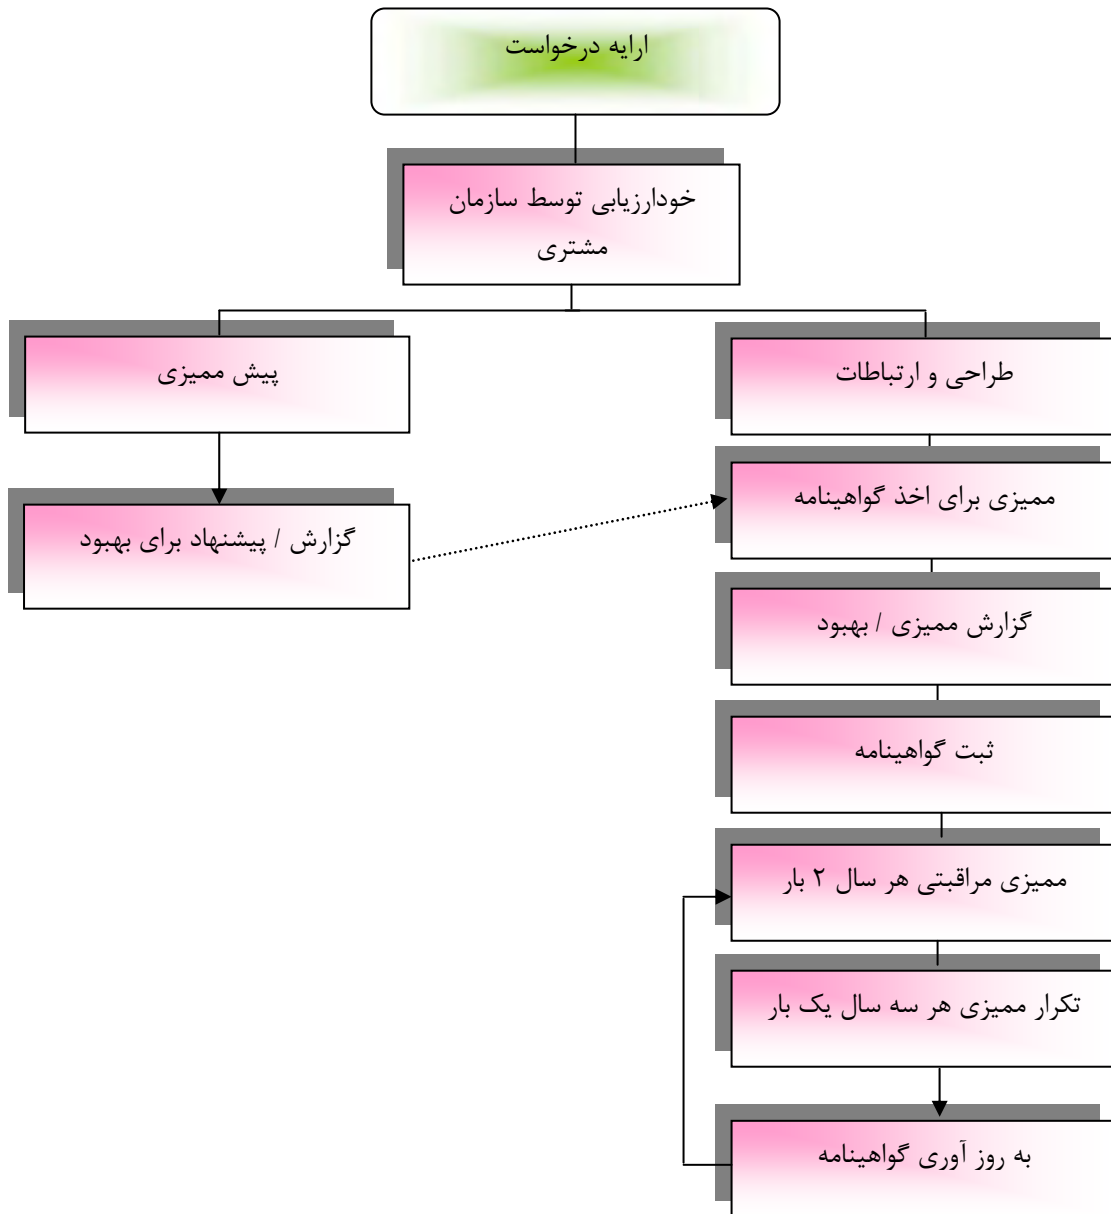 ارایه درخواست
خودارزیابی توسط سازمان
مشتری
پیش ممیزی
گزارش / پیشنهاد برای بهبود
طراحی و ارتباطات
ممیزی برای اخذ گواهینامه
گزارش ممیزی / بهبود
ثبت گواهینامه
ممیزی مراقبتی هر سال ۲ بار
تکرار ممیزی هر سه سال یک بار
به روز آوری گواهینامه